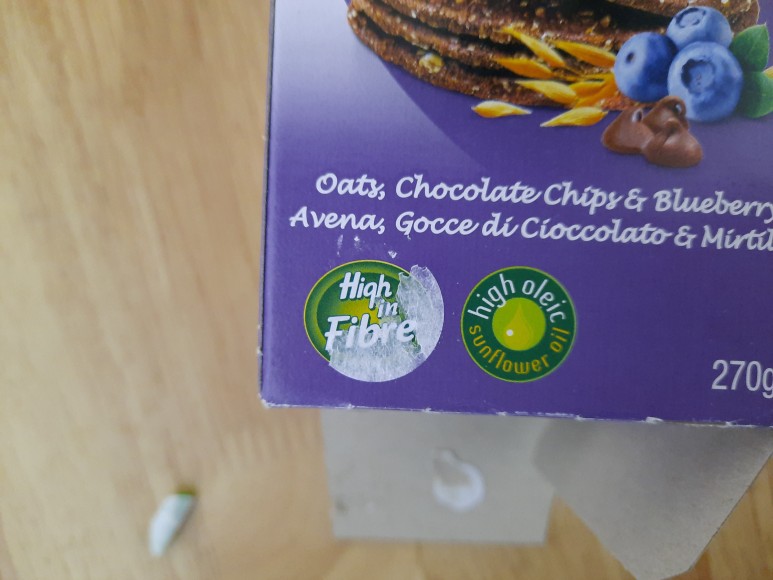 Oats, Chocolate Chips & Blueberry
Avena, Gocce di Cioccolato & Mirtil
High
in
Fibre
high oleic
sunflower oil
270g